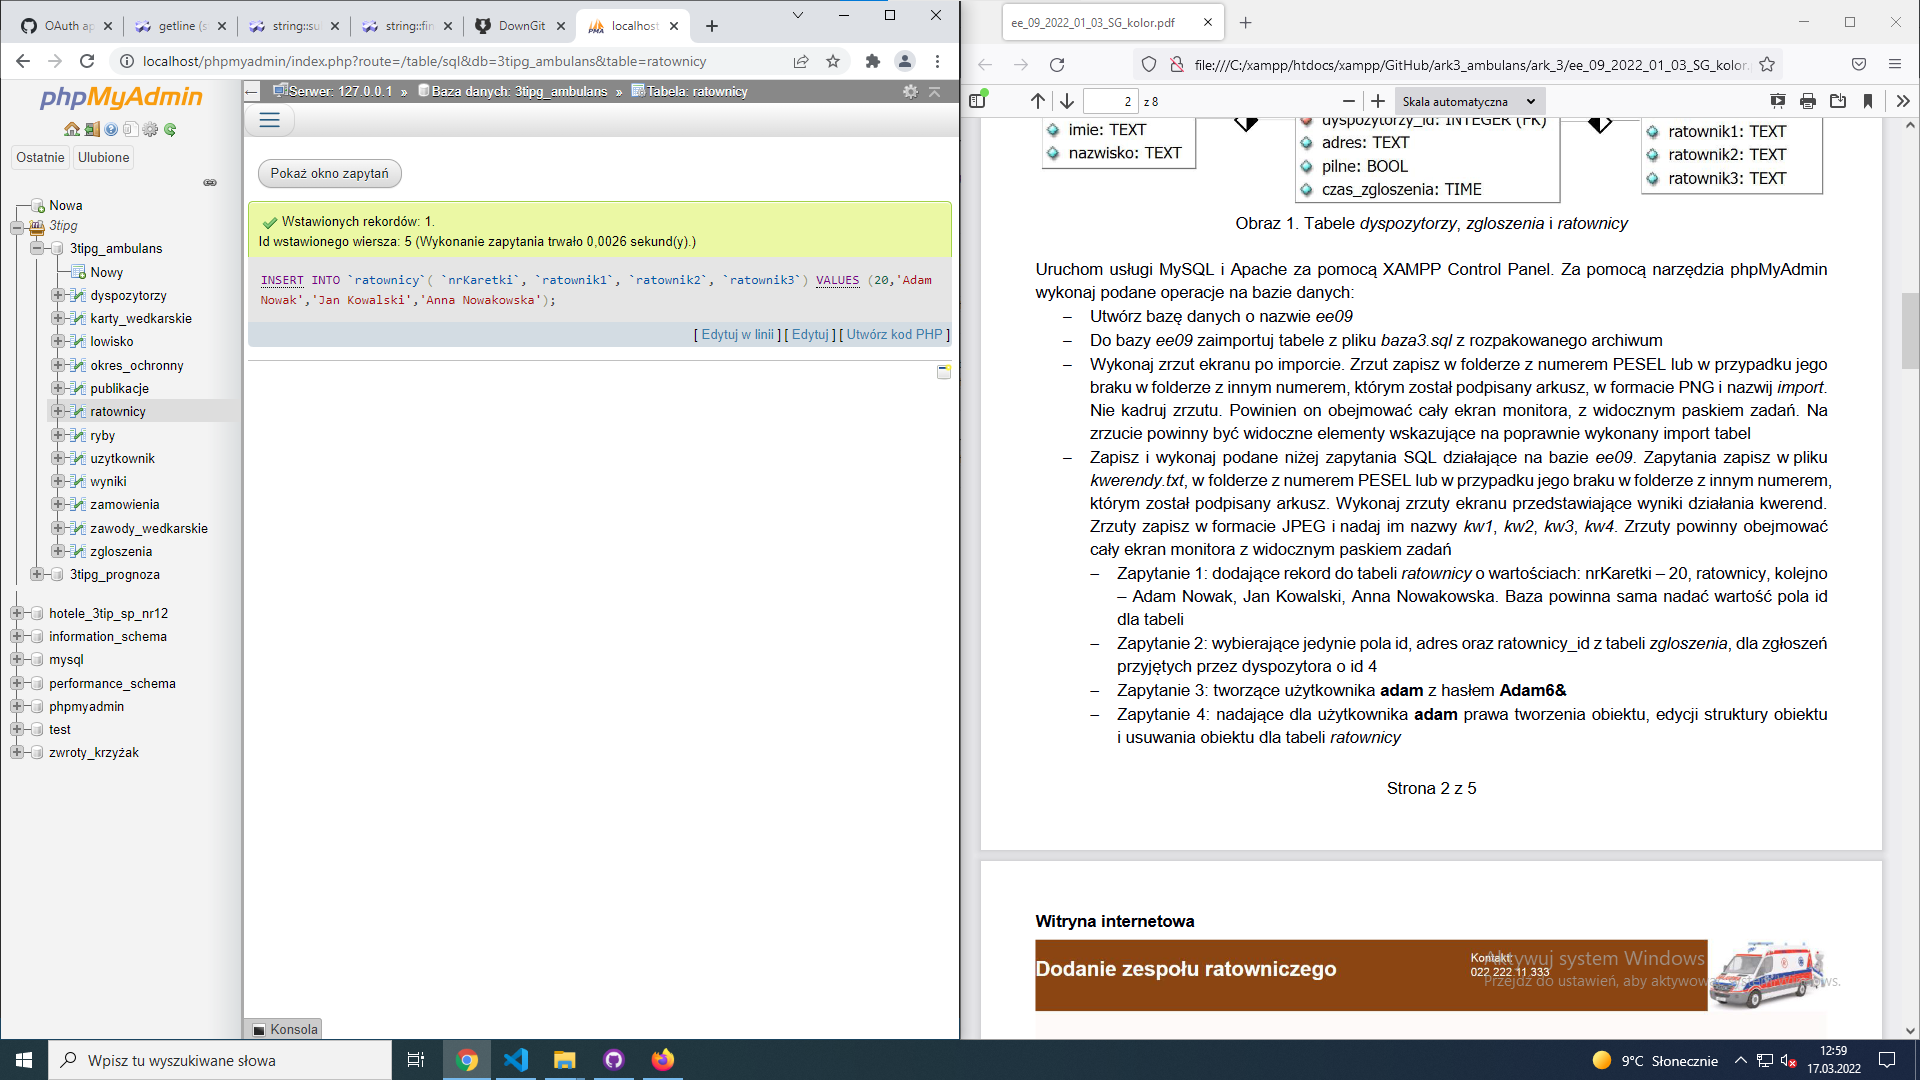 OAuth ap
getline (s
string::su
string::fin
DownGit
localhost
localhost/phpmyadmin/index.php?route=/table/sql&db=3tipg_ambulans&table=ratownicy
phpMyAdmin
Ostatnie
Ulubione
Nowa
3tipg
3tipg_ambulans
Nowy
dyspozytorzy
karty_wedkarskie
lowisko
okres_ochronny
publikacje
ratownicy
ryby
uzytkownik
wyniki
zamowienia
zawody_wedkarskie
zgloszenia
3tipg_prognoza
hotele_3tip_sp_nr12
information_schema
mysql
performance_schema
phpmyadmin
test
zwroty_krzyżak
Serwer: 127.0.0.1 » Baza danych: 3tipg_ambulans » Tabela: ratownicy
Pokaż okno zapytań
Wstawionych rekordów: 1.
Id wstawionego wiersza: 5 (Wykonanie zapytania trwało 0,0026 sekund(y).)
INSERT INTO `ratownicy`( `nrKaretki`, `ratownik1`, `ratownik2`, `ratownik3`) VALUES (20,'Adam
Nowak','Jan Kowalski','Anna Nowakowska');
[ Edytuj w linii ] [ Edytuj ] [ Utwórz kod PHP ]
Konsola
ee_09_2022_01_03_SG_kolor.pdf
file:///C:/xampp/htdocs/xampp/GitHub/ark3_ambulans/ark_3/ee_09_2022_01_03_SG_kolor.
2 z 8
Skala automatyczna
imie: TEXT
nazwisko: TEXT
dyspozytorzy_id: INTEGER (FK)
adres: TEXT
pilne: BOOL
czas_zgloszenia: TIME
ratownik1: TEXT
ratownik2: TEXT
ratownik3: TEXT
Obraz 1. Tabele dyspozytorzy, zgloszenia i ratownicy
Uruchom usługi MySQL i Apache za pomocą XAMPP Control Panel. Za pomocą narzędzia phpMyAdmin
wykonaj podane operacje na bazie danych:
– Utwórz bazę danych o nazwie ee09
– Do bazy ee09 zaimportuj tabele z pliku baza3.sql z rozpakowanego archiwum
– Wykonaj zrzut ekranu po imporcie. Zrzut zapisz w folderze z numerem PESEL lub w przypadku jego
braku w folderze z innym numerem, którym został podpisany arkusz, w formacie PNG i nazwij import.
Nie kadruj zrzutu. Powinien on obejmować cały ekran monitora, z widocznym paskiem zadań. Na
zrzucie powinny być widoczne elementy wskazujące na poprawnie wykonany import tabel
– Zapisz i wykonaj podane niżej zapytania SQL działające na bazie ee09. Zapytania zapisz w pliku
kwerendy.txt, w folderze z numerem PESEL lub w przypadku jego braku w folderze z innym numerem,
którym został podpisany arkusz. Wykonaj zrzuty ekranu przedstawiające wyniki działania kwerend.
Zrzuty zapisz w formacie JPEG i nadaj im nazwy kw1, kw2, kw3, kw4. Zrzuty powinny obejmować
cały ekran monitora z widocznym paskiem zadań
– Zapytanie 1: dodające rekord do tabeli ratownicy o wartościach: nrKaretki – 20, ratownicy, kolejno
– Adam Nowak, Jan Kowalski, Anna Nowakowska. Baza powinna sama nadać wartość pola id
dla tabeli
– Zapytanie 2: wybierające jedynie pola id, adres oraz ratownicy_id z tabeli zgloszenia, dla zgłoszeń
przyjętych przez dyspozytora o id 4
– Zapytanie 3: tworzące użytkownika adam z hasłem Adam6&
– Zapytanie 4: nadające dla użytkownika adam prawa tworzenia obiektu, edycji struktury obiektu
i usuwania obiektu dla tabeli ratownicy
Strona 2 z 5
Witryna internetowa
Dodanie zespołu ratowniczego
Kontakt:
022 222 11 333
Aktywuj system Windows
Przejdź do ustawień, aby aktywować system Windows.
Wpisz tu wyszukiwane słowa
9°C Słonecznie
12:59
17.03.2022